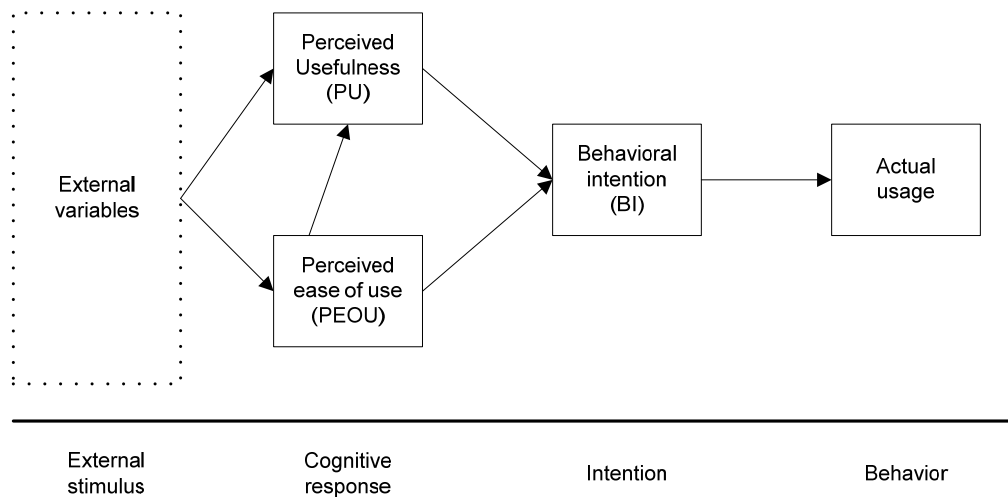 External
variables
Perceived
Usefulness
(PU)
Perceived
ease of use
(PEOU)
Behavioral
intention
(BI)
Actual
usage
External
stimulus
Cognitive
response
Intention
Behavior